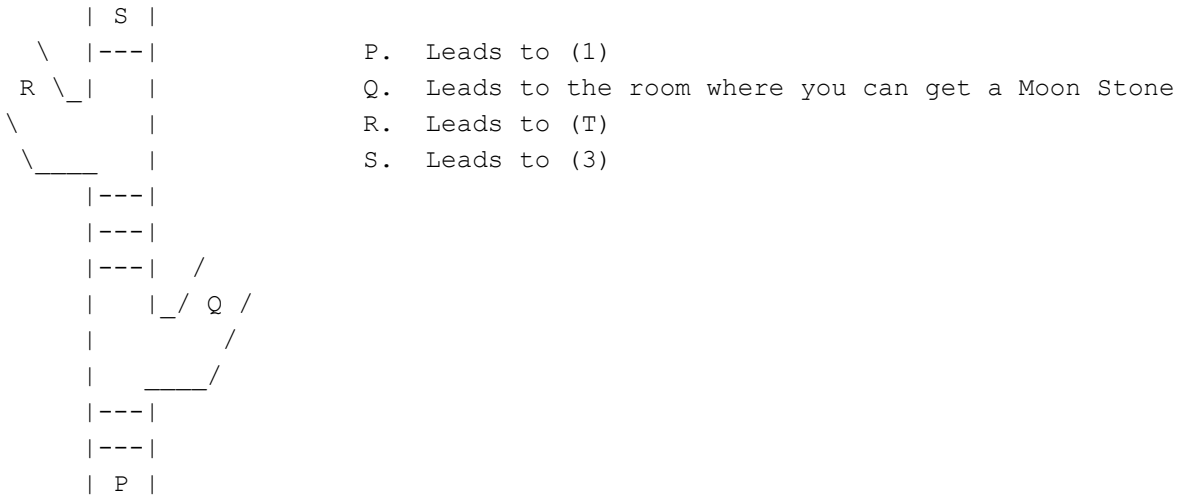 | S |
  \  |---|             P.  Leads to (1)
 R \_|   |             Q.  Leads to the room where you can get a Moon Stone
\        |             R.  Leads to (T)
 \____   |             S.  Leads to (3)
     |---|
     |---|
     |---|  /
     |   |_/ Q /
     |        /
     |   ____/
     |---|
     |---|
     | P |